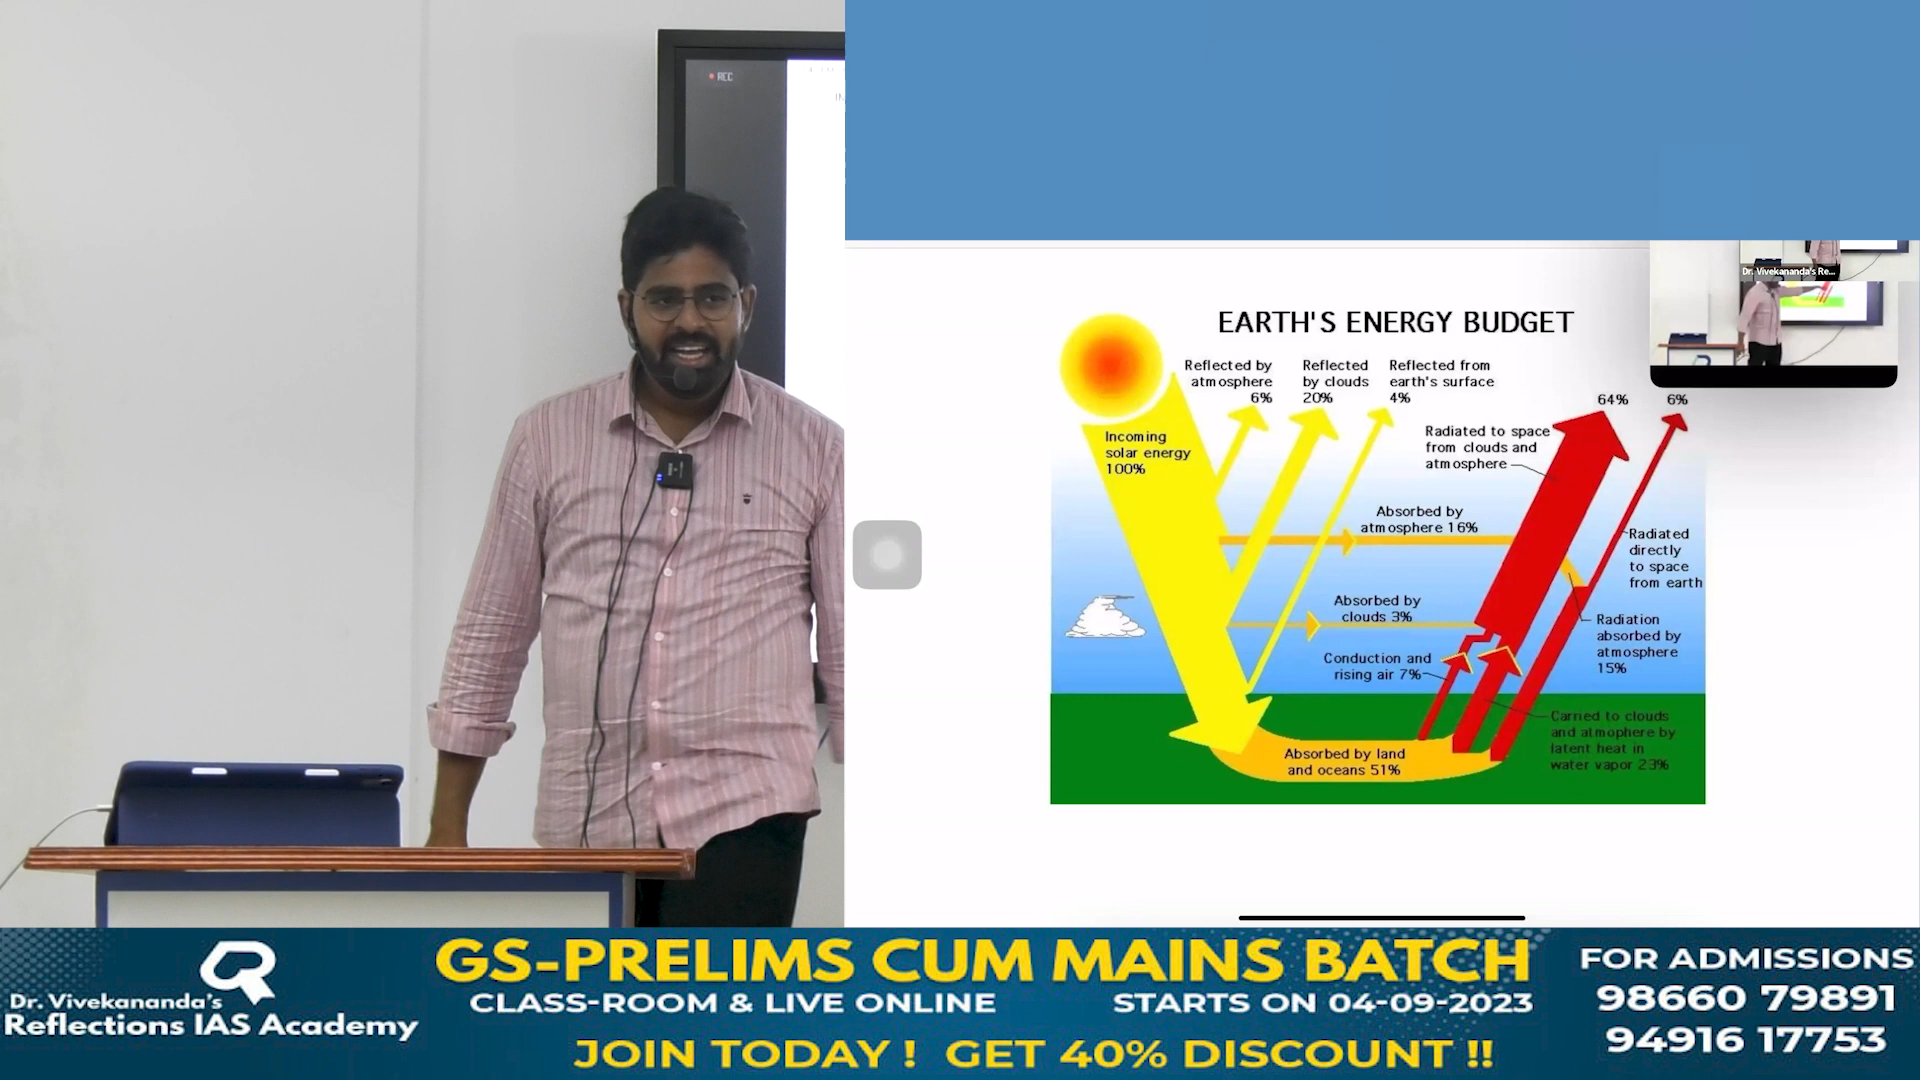 REC
Dr. Vivekananda's Re...
EARTH'S ENERGY BUDGET
Reflected by
atmosphere
6%
Reflected
by clouds
20%
Reflected from
earth's surface
4%
64%
6%
Incoming
solar energy
100%
Radiated to space
from clouds and
atmosphere
Absorbed by
atmosphere 16%
Radiated
directly
to space
from earth
Absorbed by
clouds 3%
Radiation
absorbed by
atmosphere
15%
Conduction and
rising air 7%
Carried to clouds
and atmophere by
latent heat in
water vapor 23%
Absorbed by land
and oceans 51%
Dr. Vivekananda's
Reflections IAS Academy
GS-PRELIMS CUM MAINS BATCH
CLASS-ROOM & LIVE ONLINE STARTS ON 04-09-2023
JOIN TODAY ! GET 40% DISCOUNT !!
FOR ADMISSIONS
98660 79891
94916 17753